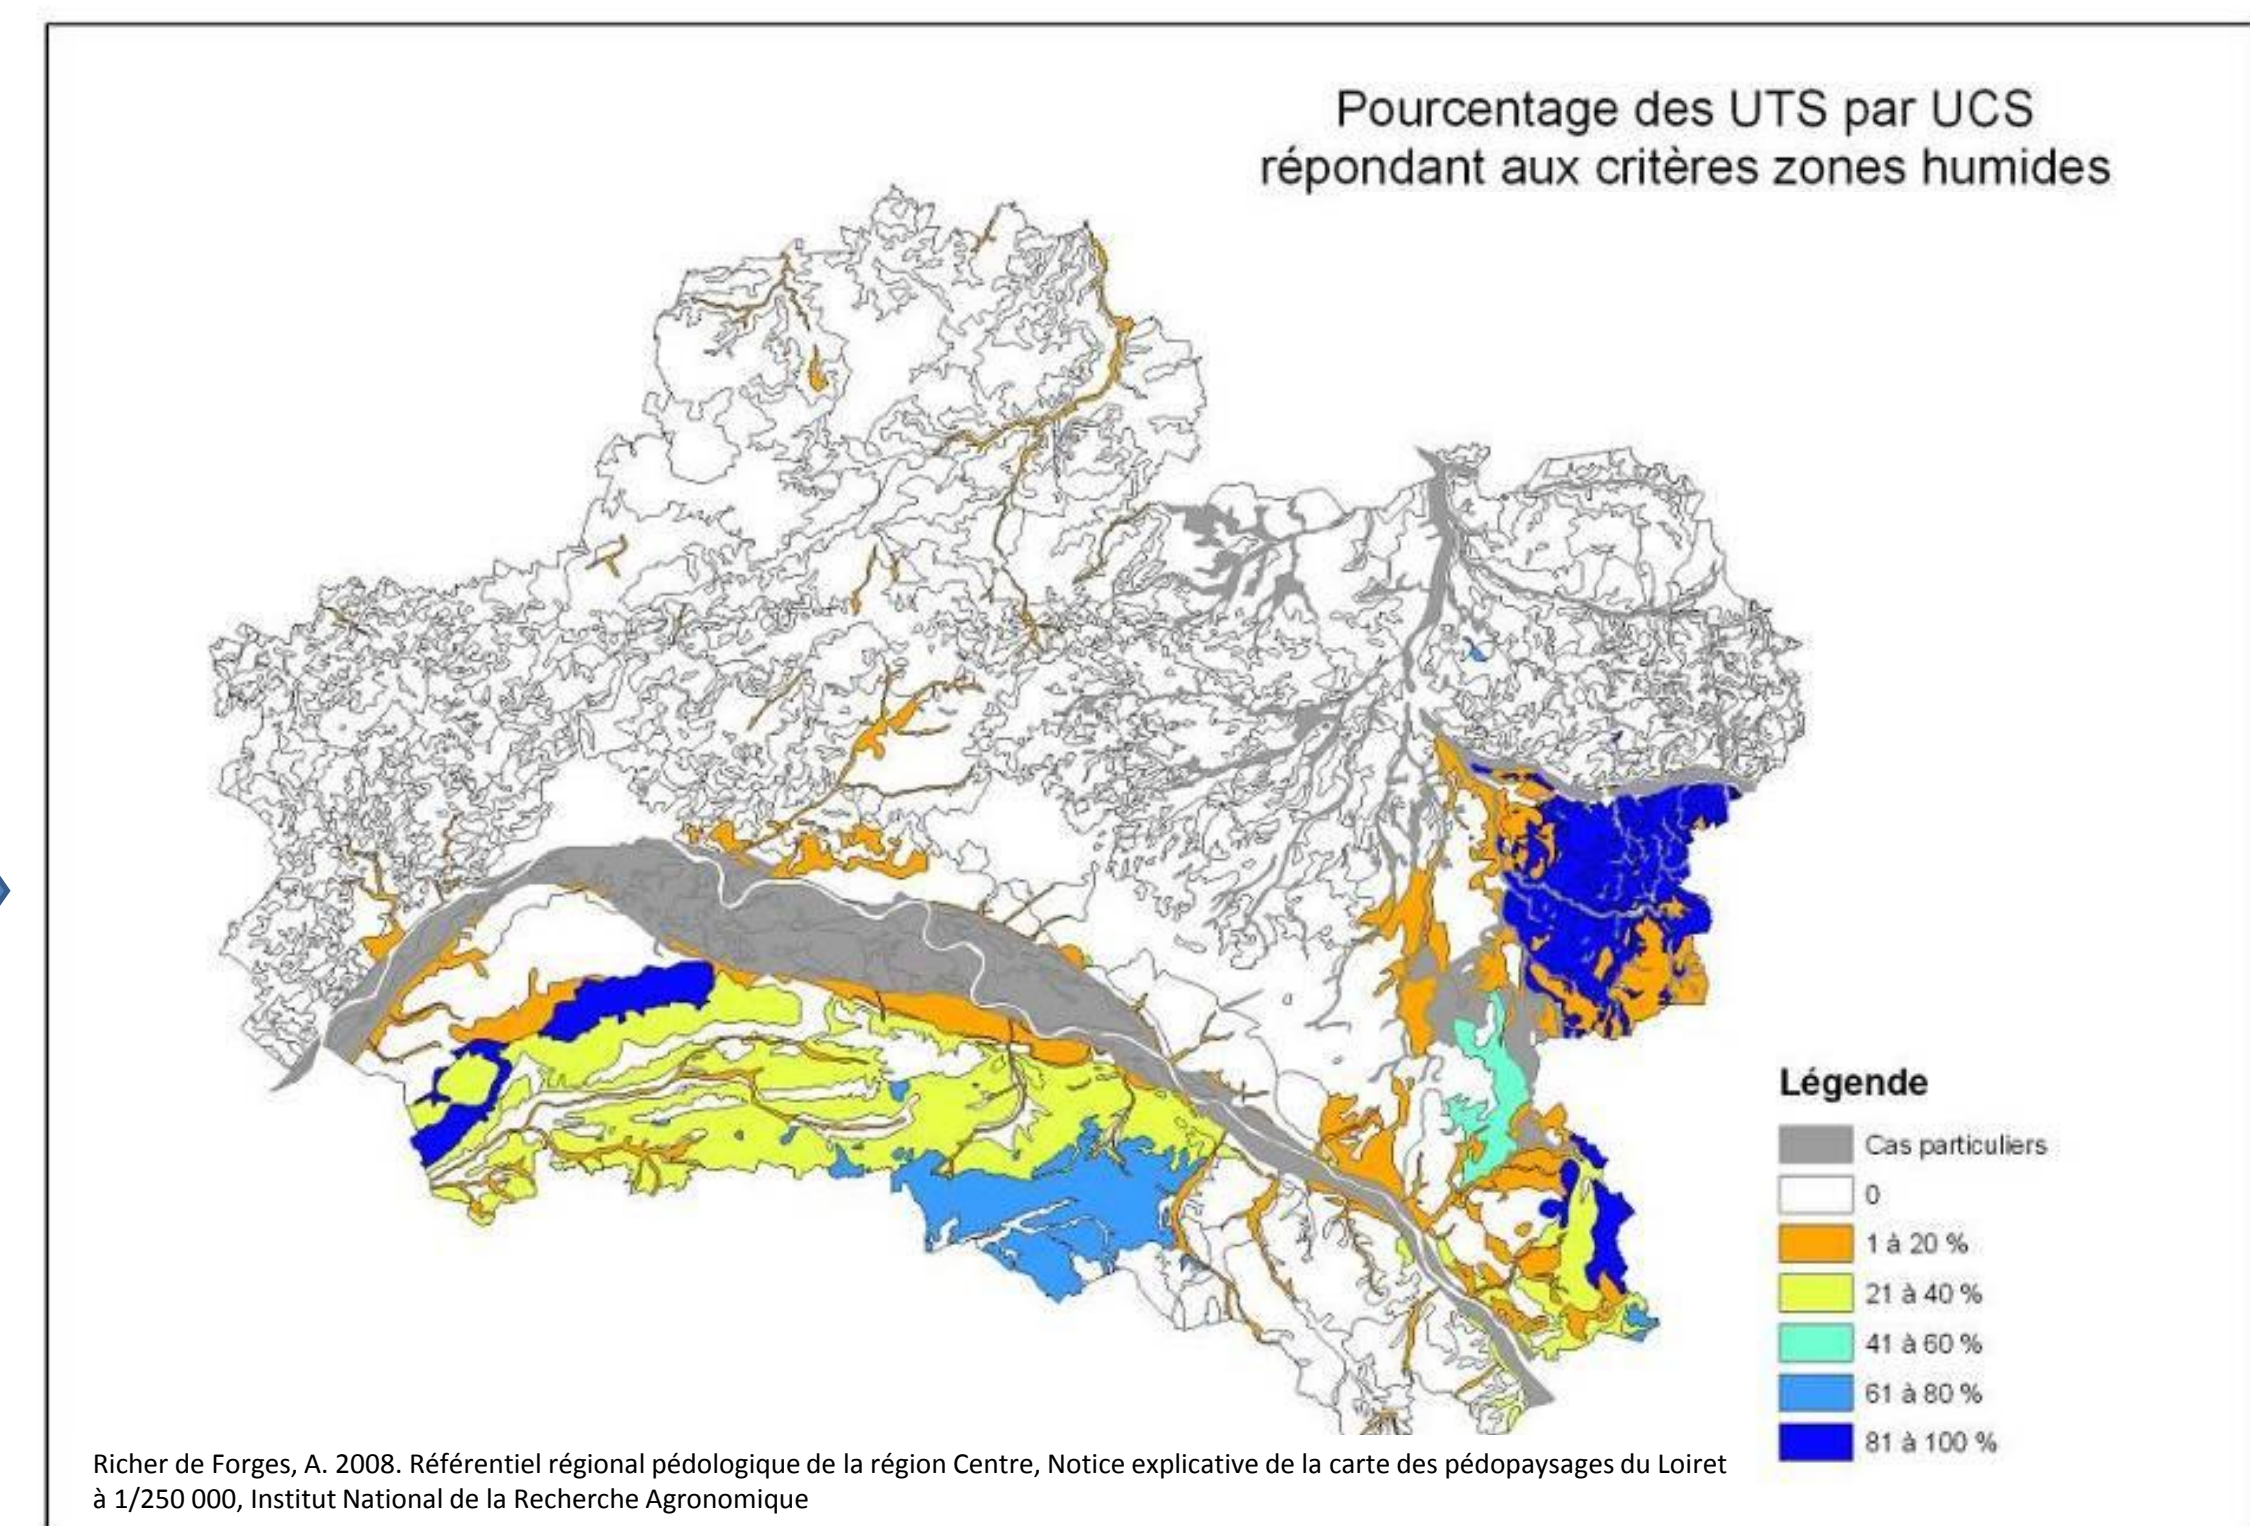 Pourcentage des UTS par UCS
répondant aux critères zones humides
Légende
Cas particuliers
0
1 à 20 %
21 à 40 %
41 à 60 %
61 à 80 %
81 à 100 %
Richer de Forges, A. 2008. Référentiel régional pédologique de la région Centre, Notice explicative de la carte des pédopaysages du Loiret
à 1/250 000, Institut National de la Recherche Agronomique